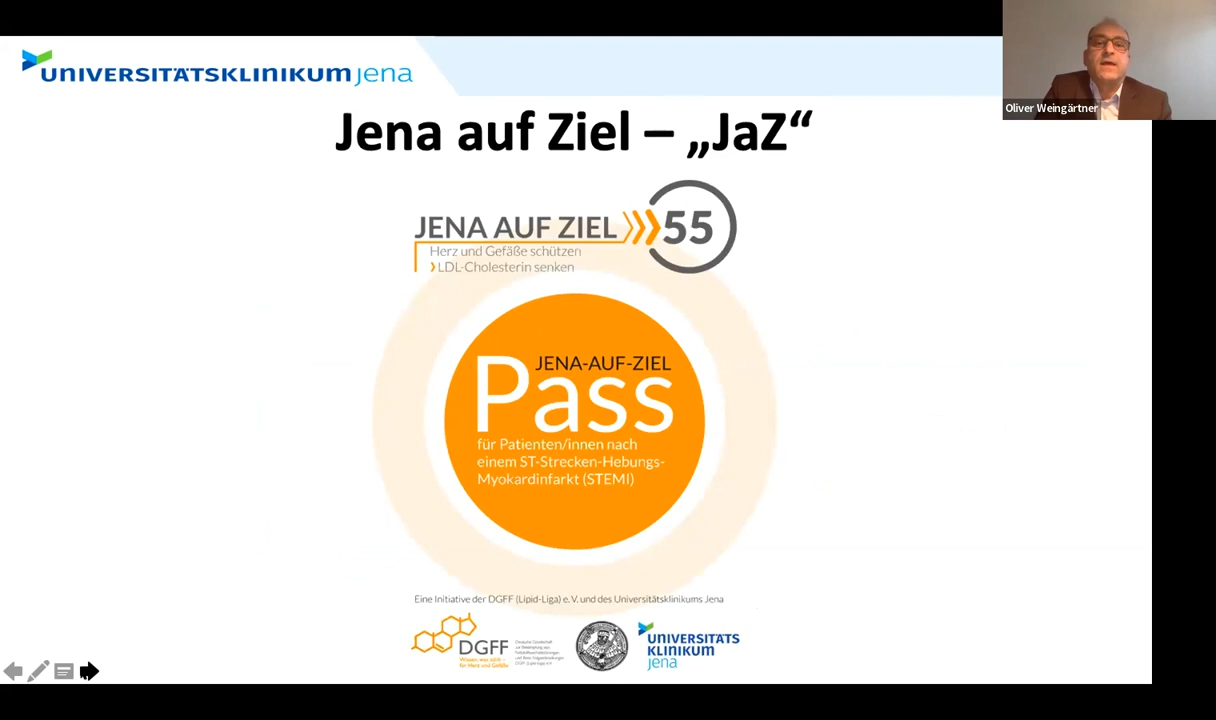 UNIVERSITÄTSKLINIKUM jena
Oliver Weingärtner
Jena auf Ziel – „JaZ“
JENA AUF ZIEL 55
Herz und Gefäße schützen
LDL-Cholesterin senken
JENA-AUF-ZIEL
Pass
für Patienten/innen nach
einem ST-Strecken-Hebungs-
Myokardinfarkt (STEMI)
Eine Initiative der DGFF (Lipid-Liga) e. V. und des Universitätsklinikums Jena
DGFF
Wissen, was zählt –
für Herz und Gefäße
UNIVERSITÄTS
KLINIKUM
jena